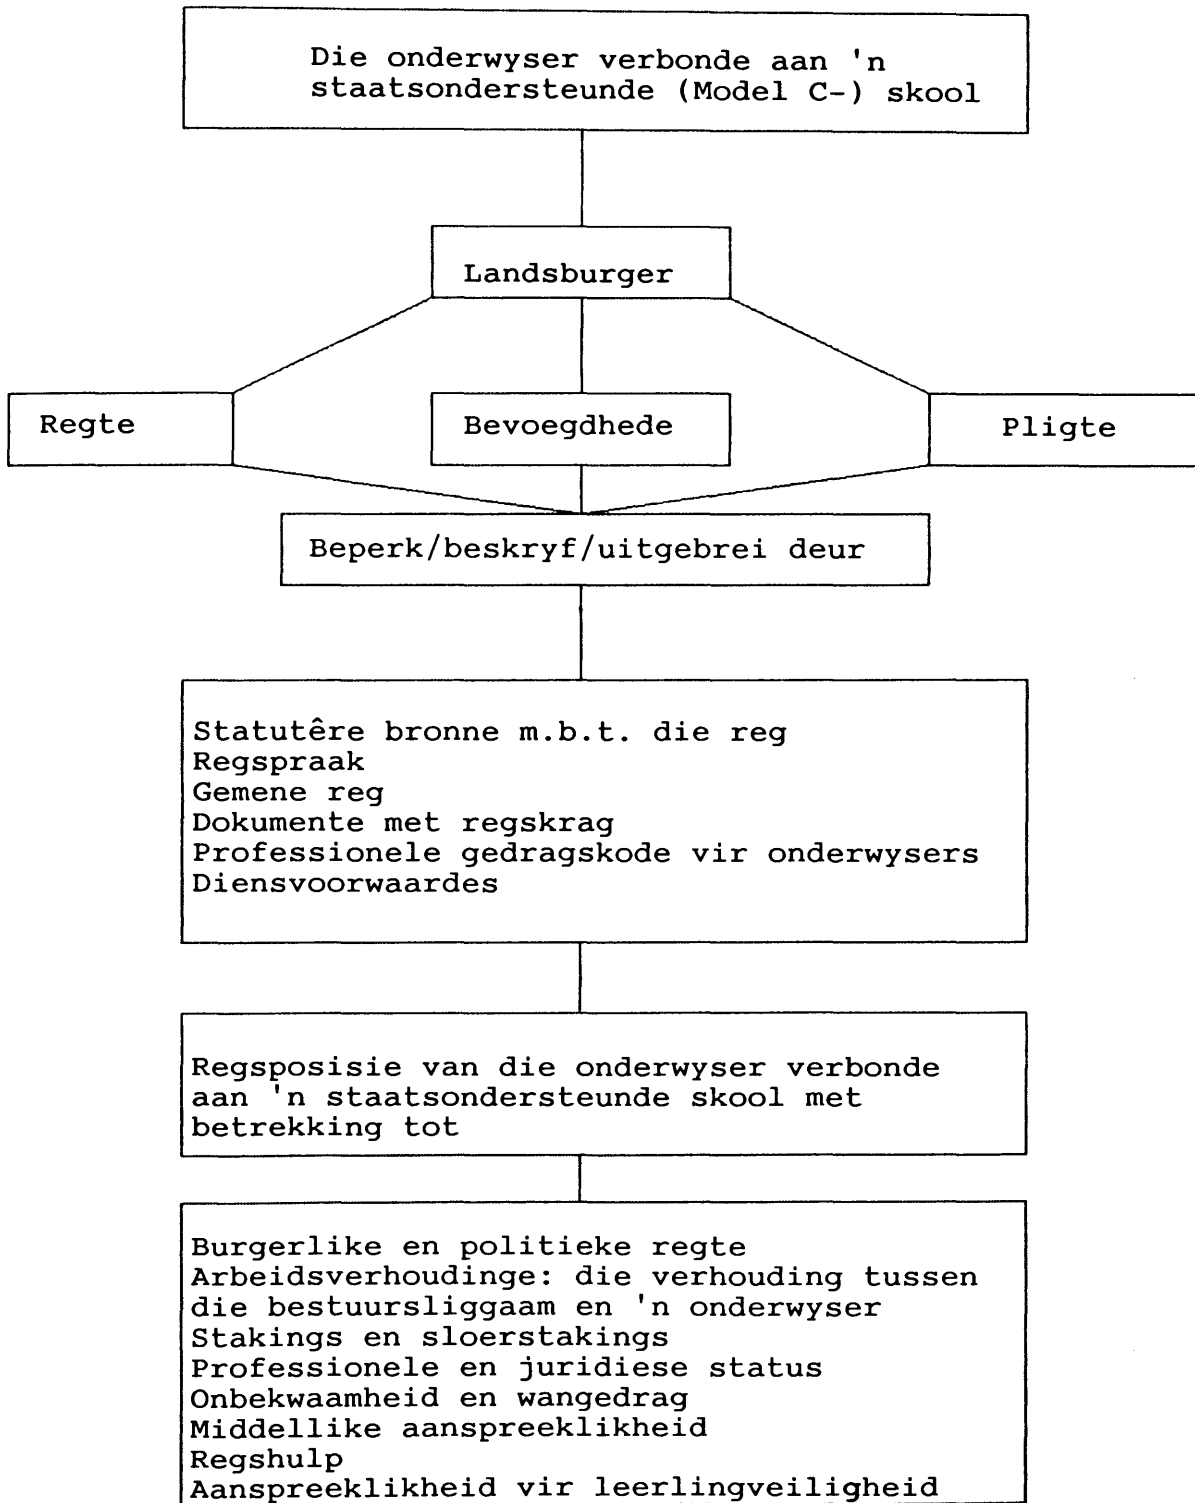 Die onderwyser verbonde aan 'n
staatsondersteunde (Model C-) skool
Landsburger
Regte
Bevoegdhede
Pligte
Beperk/beskryf/uitgebrei deur
Statutêre bronne m.b.t. die reg
Regspraak
Gemene reg
Dokumente met regskrag
Professionele gedragskode vir onderwysers
Diensvoorwaardes
Regsposisie van die onderwyser verbonde
aan 'n staatsondersteunde skool met
betrekking tot
Burgerlike en politieke regte
Arbeidsverhoudinge: die verhouding tussen
die bestuursliggaam en 'n onderwyser
Stakings en sloerstakings
Professionele en juridiese status
Onbekwaamheid en wangedrag
Middellike aanspreeklikheid
Regshulp
Aanspreeklikheid vir leerlingveiligheid